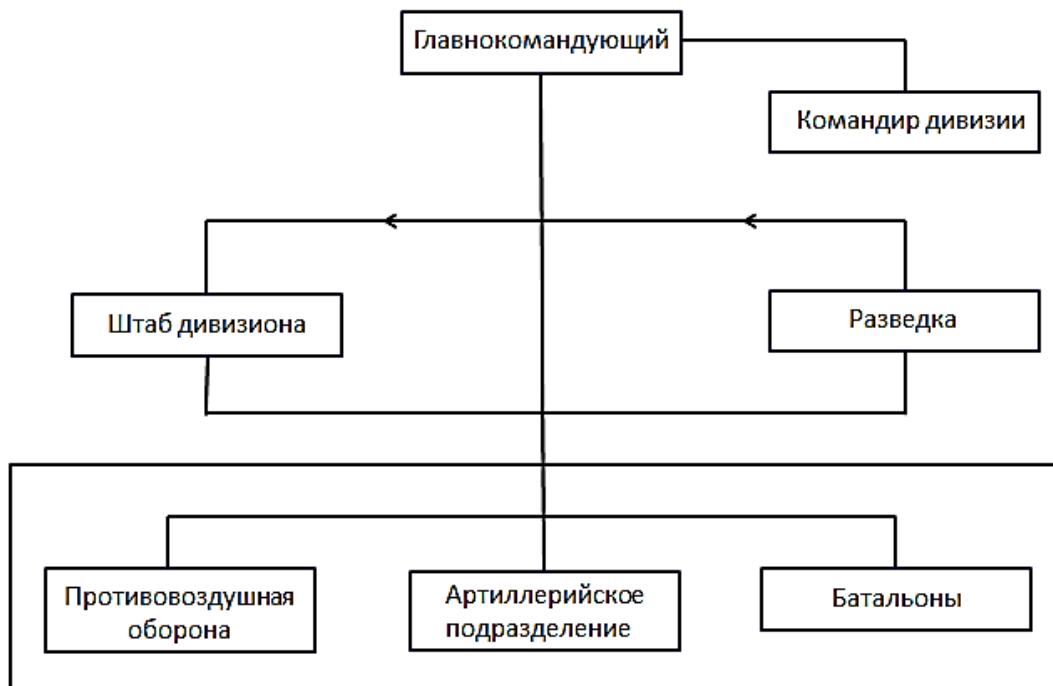 Главнокомандующий
Командир дивизии
Штаб дивизиона
Разведка
Противовоздушная
оборона
Артиллерийское
подразделение
Батальоны